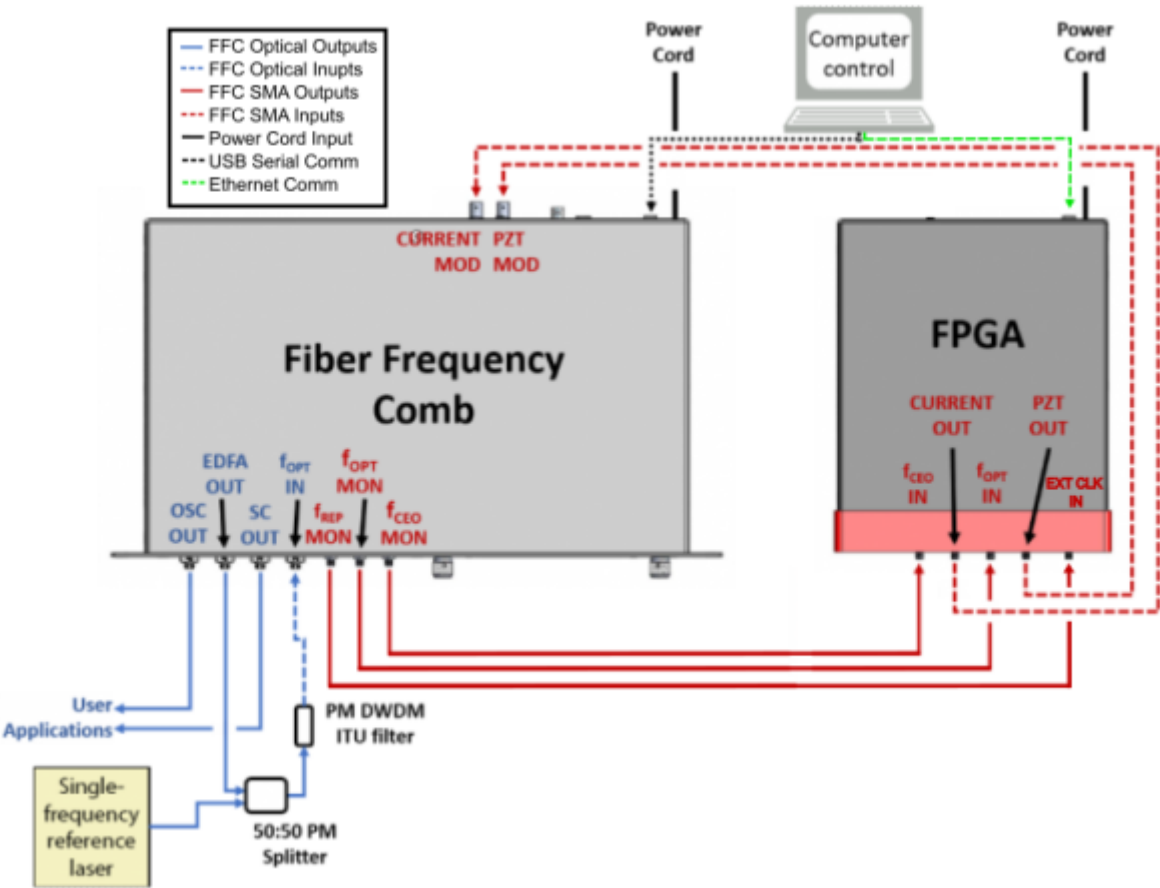 FFC Optical Outputs
FFC Optical Inupts
FFC SMA Outputs
FFC SMA Inputs
Power Cord Input
USB Serial Comm
Ethernet Comm
Power
Cord
Computer
control
Power
Cord
CURRENT
MOD
PZT
MOD
Fiber Frequency
Comb
FPGA
CURRENT
OUT
PZT
OUT
fCEO
IN
fOPT
IN
EXT CLK
IN
OSC
OUT
EDFA
OUT
SC
OUT
fOPT
IN
fREP
MON
fOPT
MON
fCEO
MON
User
Applications
PM DWDM
ITU filter
Single-
frequency
reference
laser
50:50 PM
Splitter